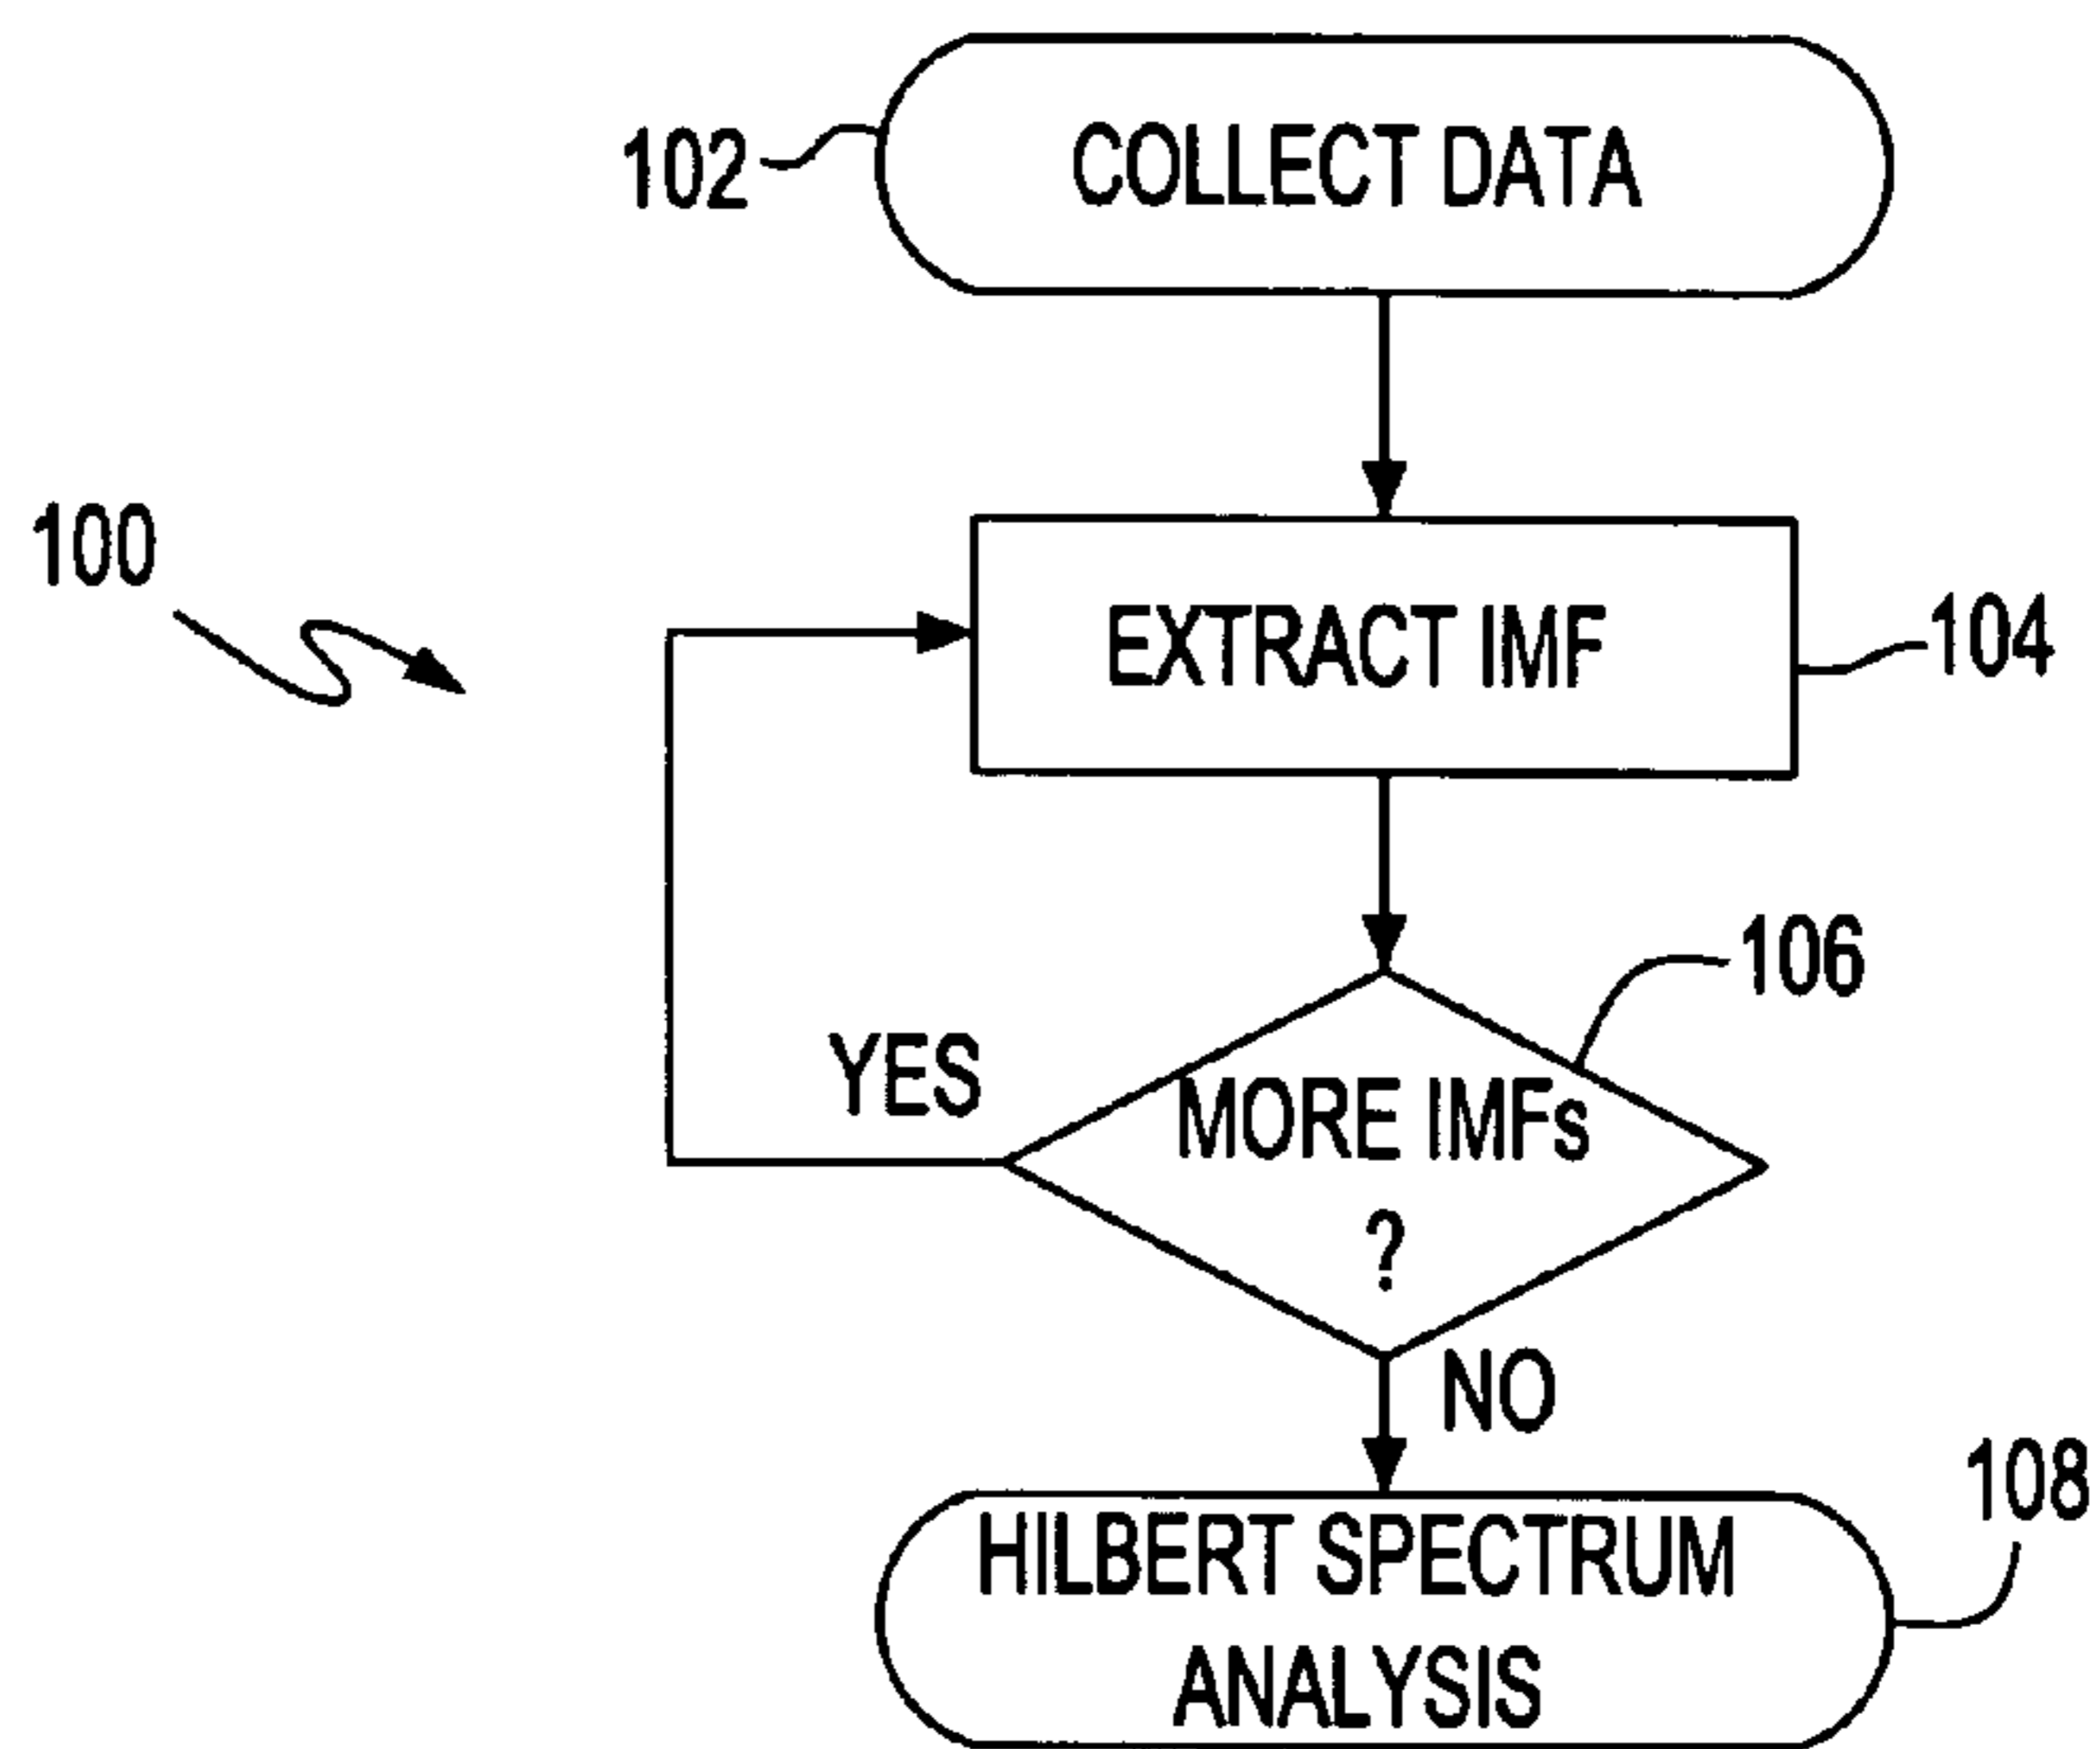 102
COLLECT DATA
100
EXTRACT IMF
104
106
YES
MORE IMFs
?
NO
108
HILBERT SPECTRUM
ANALYSIS